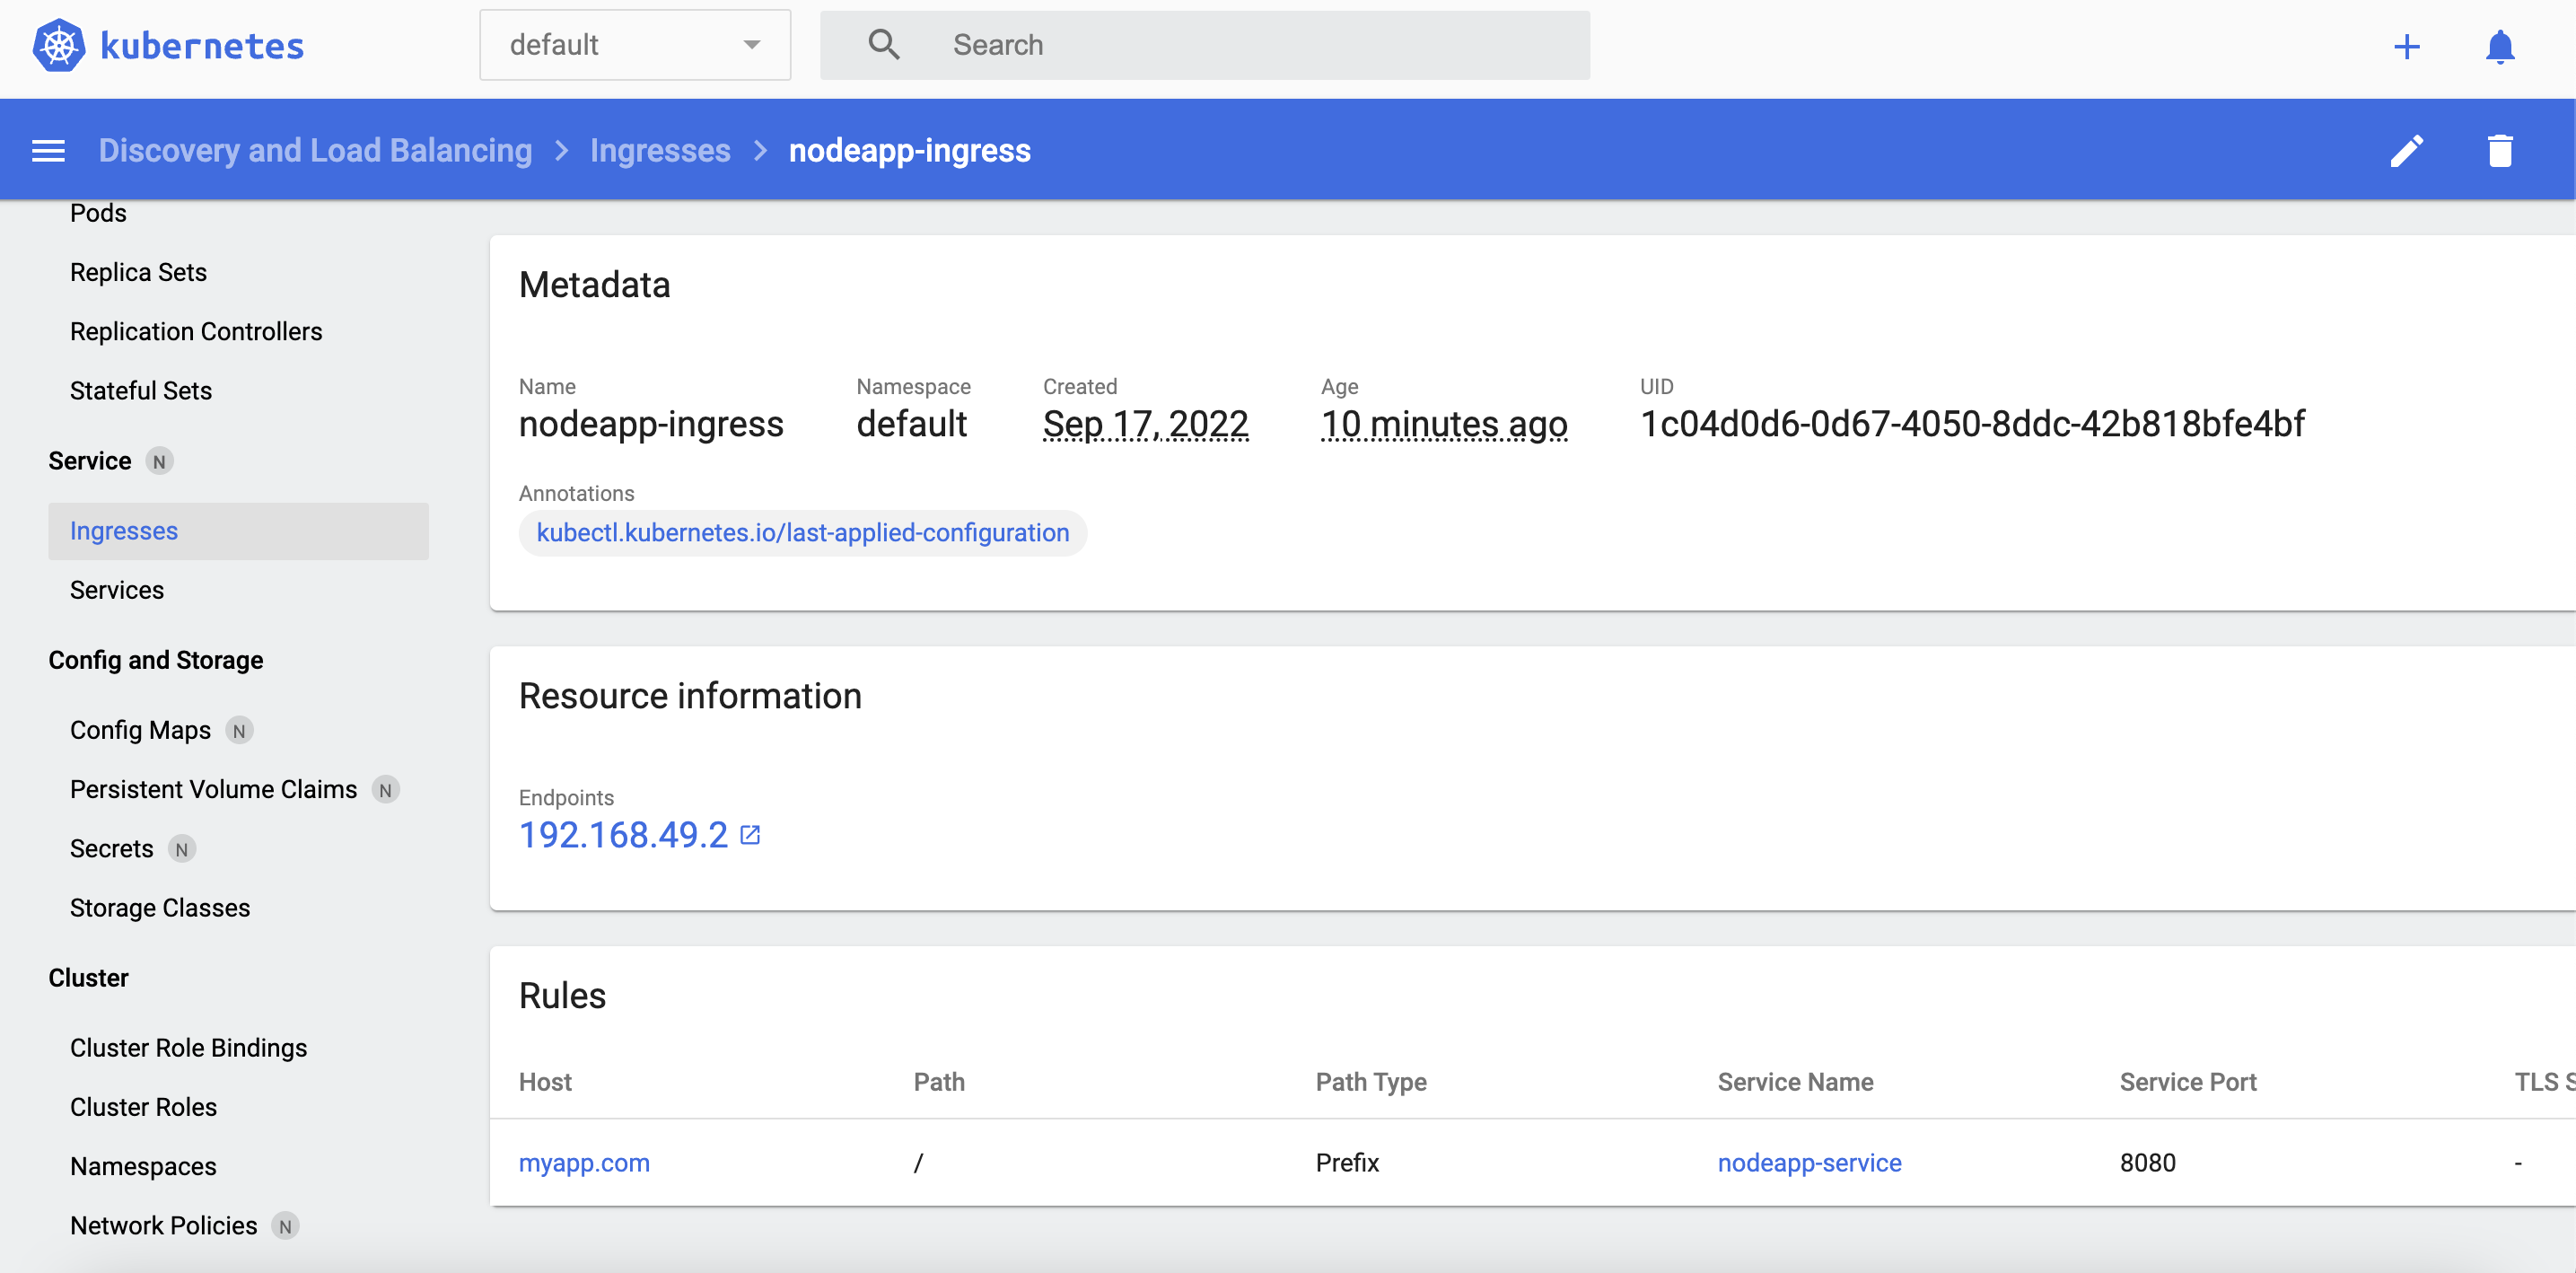 kubernetes
default
Search
Discovery and Load Balancing > Ingresses > nodeapp-ingress
Pods
Replica Sets
Replication Controllers
Stateful Sets
Service N
Ingresses
Services
Config and Storage
Config Maps N
Persistent Volume Claims N
Secrets N
Storage Classes
Cluster
Cluster Role Bindings
Cluster Roles
Namespaces
Network Policies N
Metadata
Name Namespace Created Age UID
nodeapp-ingress default Sep 17, 2022 10 minutes ago 1c04d0d6-0d67-4050-8ddc-42b818bfe4bf
Annotations
kubectl.kubernetes.io/last-applied-configuration
Resource information
Endpoints
192.168.49.2
Rules
Host Path Path Type Service Name Service Port TLS S
myapp.com / Prefix nodeapp-service 8080 -